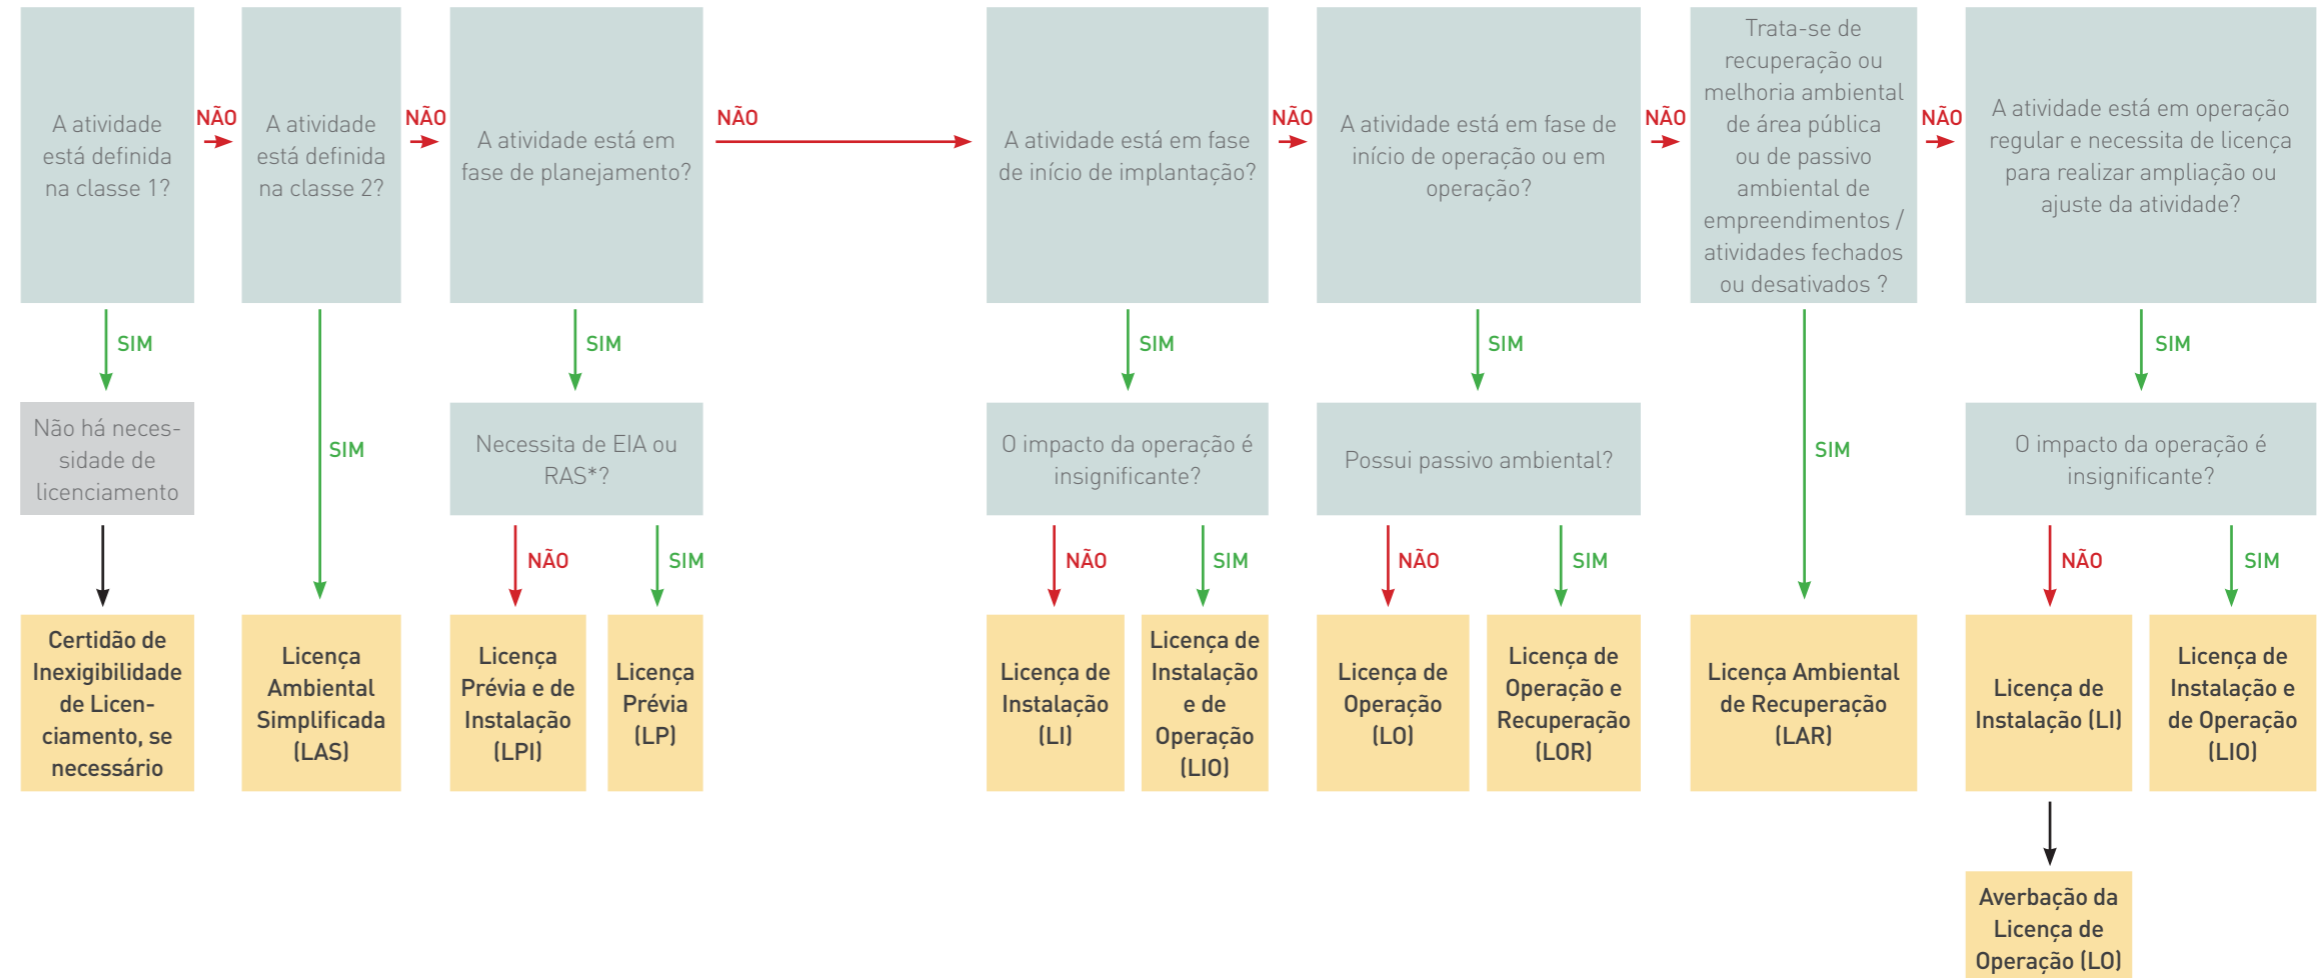 A atividade
está definida
na classe 1?
NÃO
A atividade
está definida
na classe 2?
NÃO
A atividade está em
fase de planejamento?
NÃO
A atividade está em fase
de início de implantação?
NÃO
A atividade está em fase de
início de operação ou em
operação?
NÃO
Trata-se de
recuperação ou
melhoria ambiental
de área pública
ou de passivo
ambiental de
empreendimentos /
atividades fechados
ou desativados ?
NÃO
A atividade está em operação
regular e necessita de licença
para realizar ampliação ou
ajuste da atividade?
SIM
SIM
SIM
SIM
SIM
SIM
SIM
Não há neces-
sidade de
licenciamento
Necessita de EIA ou
RAS*?
O impacto da operação é
insignificante?
Possui passivo ambiental?
O impacto da operação é
insignificante?
NÃO
SIM
NÃO
SIM
NÃO
SIM
NÃO
SIM
Certidão de
Inexigibilidade
de Licen-
ciamento, se
necessário
Licença
Ambiental
Simplificada
(LAS)
Licença
Prévia e de
Instalação
(LPI)
Licença
Prévia
(LP)
Licença de
Instalação
(LI)
Licença de
Instalação
e de
Operação
(LIO)
Licença de
Operação
(LO)
Licença de
Operação e
Recuperação
(LOR)
Licença Ambiental
de Recuperação
(LAR)
Licença de
Instalação (LI)
Licença de
Instalação e
de Operação
(LIO)
Averbação da
Licença de
Operação (LO)